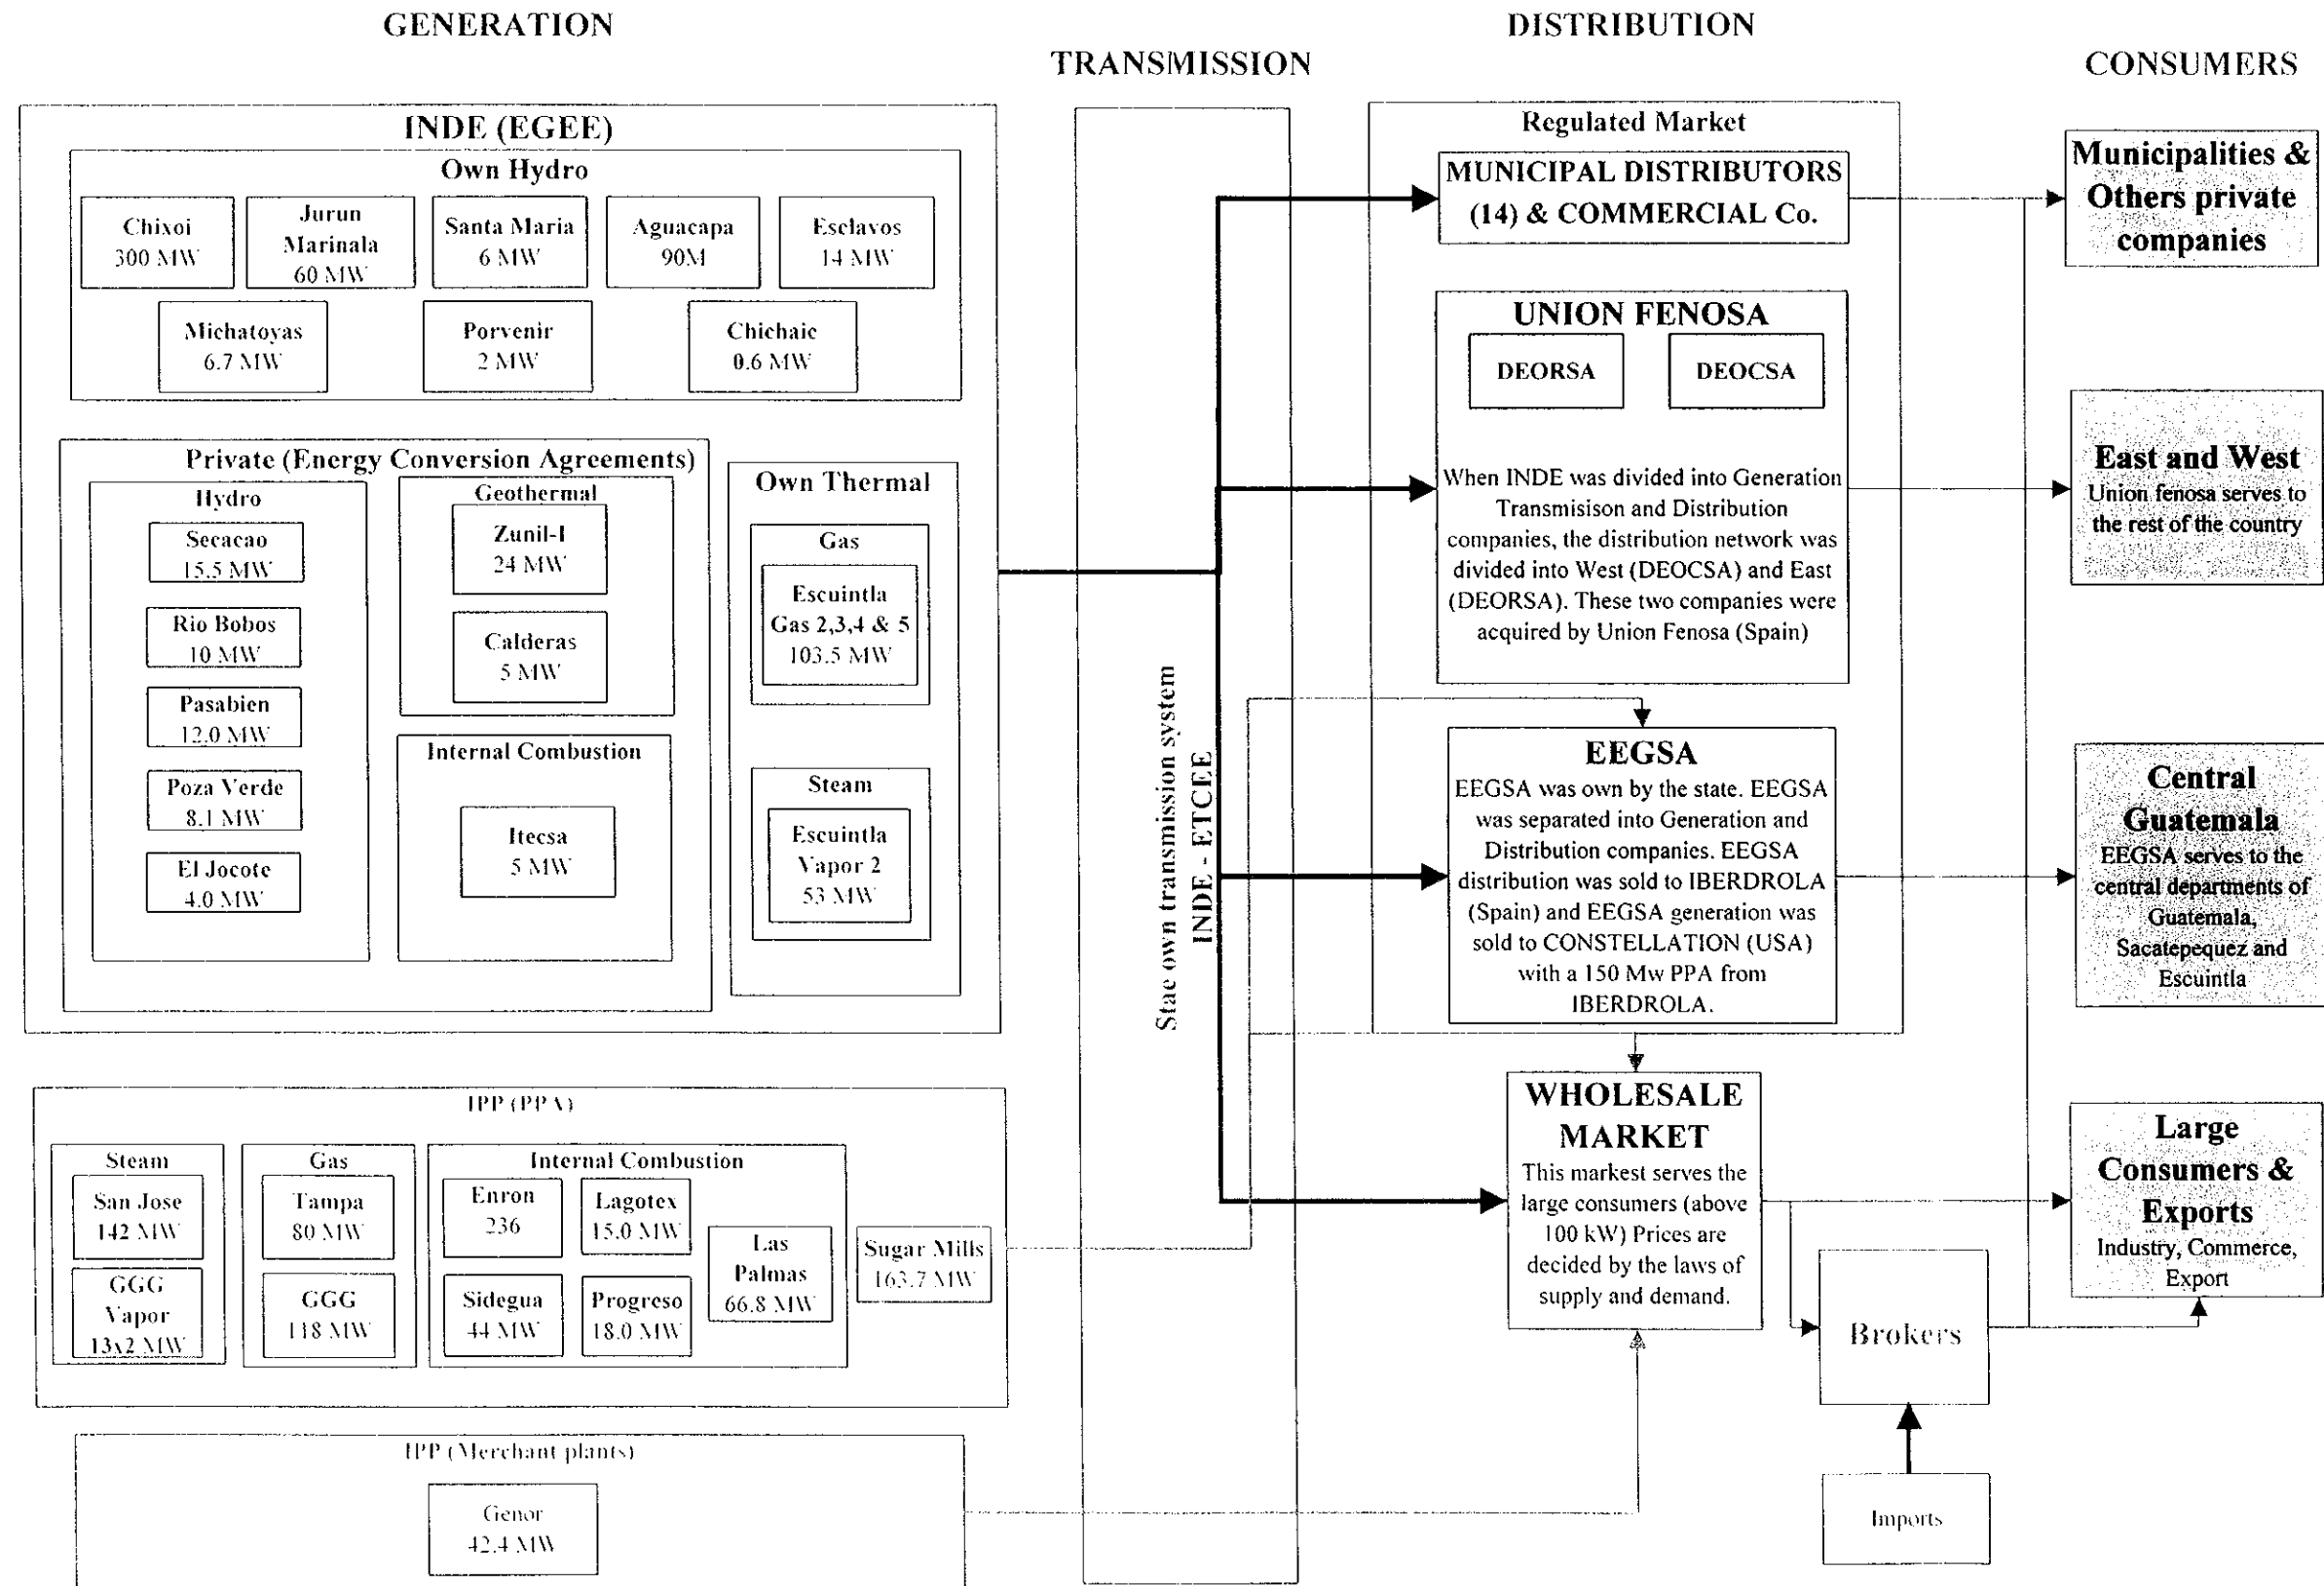 GENERATION
TRANSMISSION
DISTRIBUTION
CONSUMERS
INDE (EGEE)
Own Hydro
Chixoi
300 MW
Jurun
Marinala
60 MW
Santa Maria
6 MW
Aguacapa
90M
Esclavos
14 MW
Michatoyas
6.7 MW
Porvenir
2 MW
Chichaic
0.6 MW
Private (Energy Conversion Agreements)
Hydro
Secacao
15.5 MW
Rio Bobos
10 MW
Pasabien
12.0 MW
Poza Verde
8.1 MW
El Jocote
4.0 MW
Geothermal
Zunil-I
24 MW
Calderas
5 MW
Internal Combustion
Itecsa
5 MW
Own Thermal
Gas
Escuintla
Gas 2,3,4 & 5
103.5 MW
Steam
Escuintla
Vapor 2
53 MW
IPP (PPA)
Steam
San Jose
142 MW
GGG
Vapor
13x2 MW
Gas
Tampa
80 MW
GGG
118 MW
Internal Combustion
Enron
236
Lagotex
15.0 MW
Sidegua
44 MW
Progreso
18.0 MW
Las
Palmas
66.8 MW
Sugar Mills
163.7 MW
IPP (Merchant plants)
Genor
42.4 MW
Stae own transmission system
INDE - ETCEE
Regulated Market
MUNICIPAL DISTRIBUTORS
(14) & COMMERCIAL Co.
UNION FENOSA
DEORSA
DEOCSA
When INDE was divided into Generation
Transmisison and Distribution
companies, the distribution network was
divided into West (DEOCSA) and East
(DEORSA). These two companies were
acquired by Union Fenosa (Spain)
EEGSA
EEGSA was own by the state. EEGSA
was separated into Generation and
Distribution companies. EEGSA
distribution was sold to IBERDROLA
(Spain) and EEGSA generation was
sold to CONSTELLATION (USA)
with a 150 Mw PPA from
IBERDROLA.
WHOLESALE
MARKET
This markest serves the
large consumers (above
100 kW) Prices are
decided by the laws of
supply and demand.
Brokers
Imports
Municipalities &
Others private
companies
East and West
Union fenosa serves to
the rest of the country
Central
Guatemala
EEGSA serves to the
central departments of
Guatemala,
Sacatepequez and
Escuintla
Large
Consumers &
Exports
Industry, Commerce,
Export